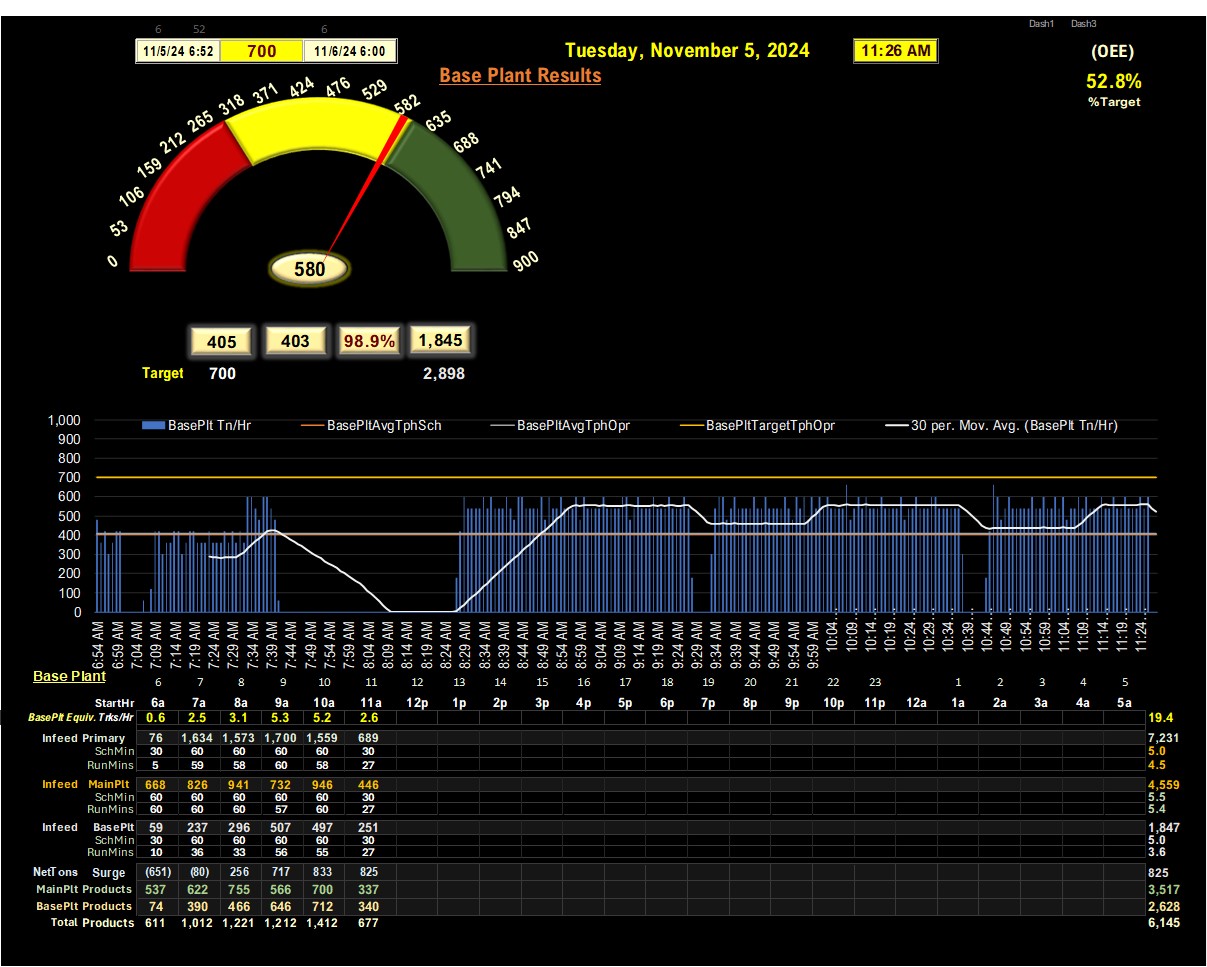 6 52 6 Dash1 Dash3
11/5/24 6:52 700 11/6/24 6:00 Tuesday, November 5, 2024 11:26 AM (OEE)
Base Plant Results 52.8%
%Target
0 53 106 159 212 265 318 371 424 476 529 582 635 688 741 794 847 900
580
405 403 98.9% 1,845
Target 700 2,898
BasePlt Tn/Hr BasePltAvgTphSch BasePltAvgTphOpr BasePltTargetTphOpr 30 per. Mov. Avg. (BasePlt Tn/Hr)
1,000
900
800
700
600
500
400
300
200
100
0
6:54 AM 6:59 AM 7:04 AM 7:09 AM 7:14 AM 7:19 AM 7:24 AM 7:29 AM 7:34 AM 7:39 AM 7:44 AM 7:49 AM 7:54 AM 7:59 AM 8:04 AM 8:09 AM 8:14 AM 8:19 AM 8:24 AM 8:29 AM 8:34 AM 8:39 AM 8:44 AM 8:49 AM 8:54 AM 8:59 AM 9:04 AM 9:09 AM 9:14 AM 9:19 AM 9:24 AM 9:29 AM 9:34 AM 9:39 AM 9:44 AM 9:49 AM 9:54 AM 9:59 AM 10:04… 10:09… 10:14… 10:19… 10:24… 10:29… 10:34… 10:39… 10:44… 10:49… 10:54… 10:59… 11:04… 11:09… 11:14… 11:19… 11:24…
Base Plant 6 7 8 9 10 11 12 13 14 15 16 17 18 19 20 21 22 23 1 2 3 4 5
StartHr 6a 7a 8a 9a 10a 11a 12p 1p 2p 3p 4p 5p 6p 7p 8p 9p 10p 11p 12a 1a 2a 3a 4a 5a
BasePlt Equiv. Trks/Hr 0.6 2.5 3.1 5.3 5.2 2.6 19.4
Infeed Primary 76 1,634 1,573 1,700 1,559 689 7,231
SchMin 30 60 60 60 60 30 5.0
RunMins 5 59 58 60 58 27 4.5
Infeed MainPlt 668 826 941 732 946 446 4,559
SchMin 60 60 60 60 60 30 5.5
RunMins 60 60 60 57 60 27 5.4
Infeed BasePlt 59 237 296 507 497 251 1,847
SchMin 30 60 60 60 60 30 5.0
RunMins 10 36 33 56 55 27 3.6
NetTons Surge (651) (80) 256 717 833 825 825
MainPlt Products 537 622 755 566 700 337 3,517
BasePlt Products 74 390 466 646 712 340 2,628
Total Products 611 1,012 1,221 1,212 1,412 677 6,145